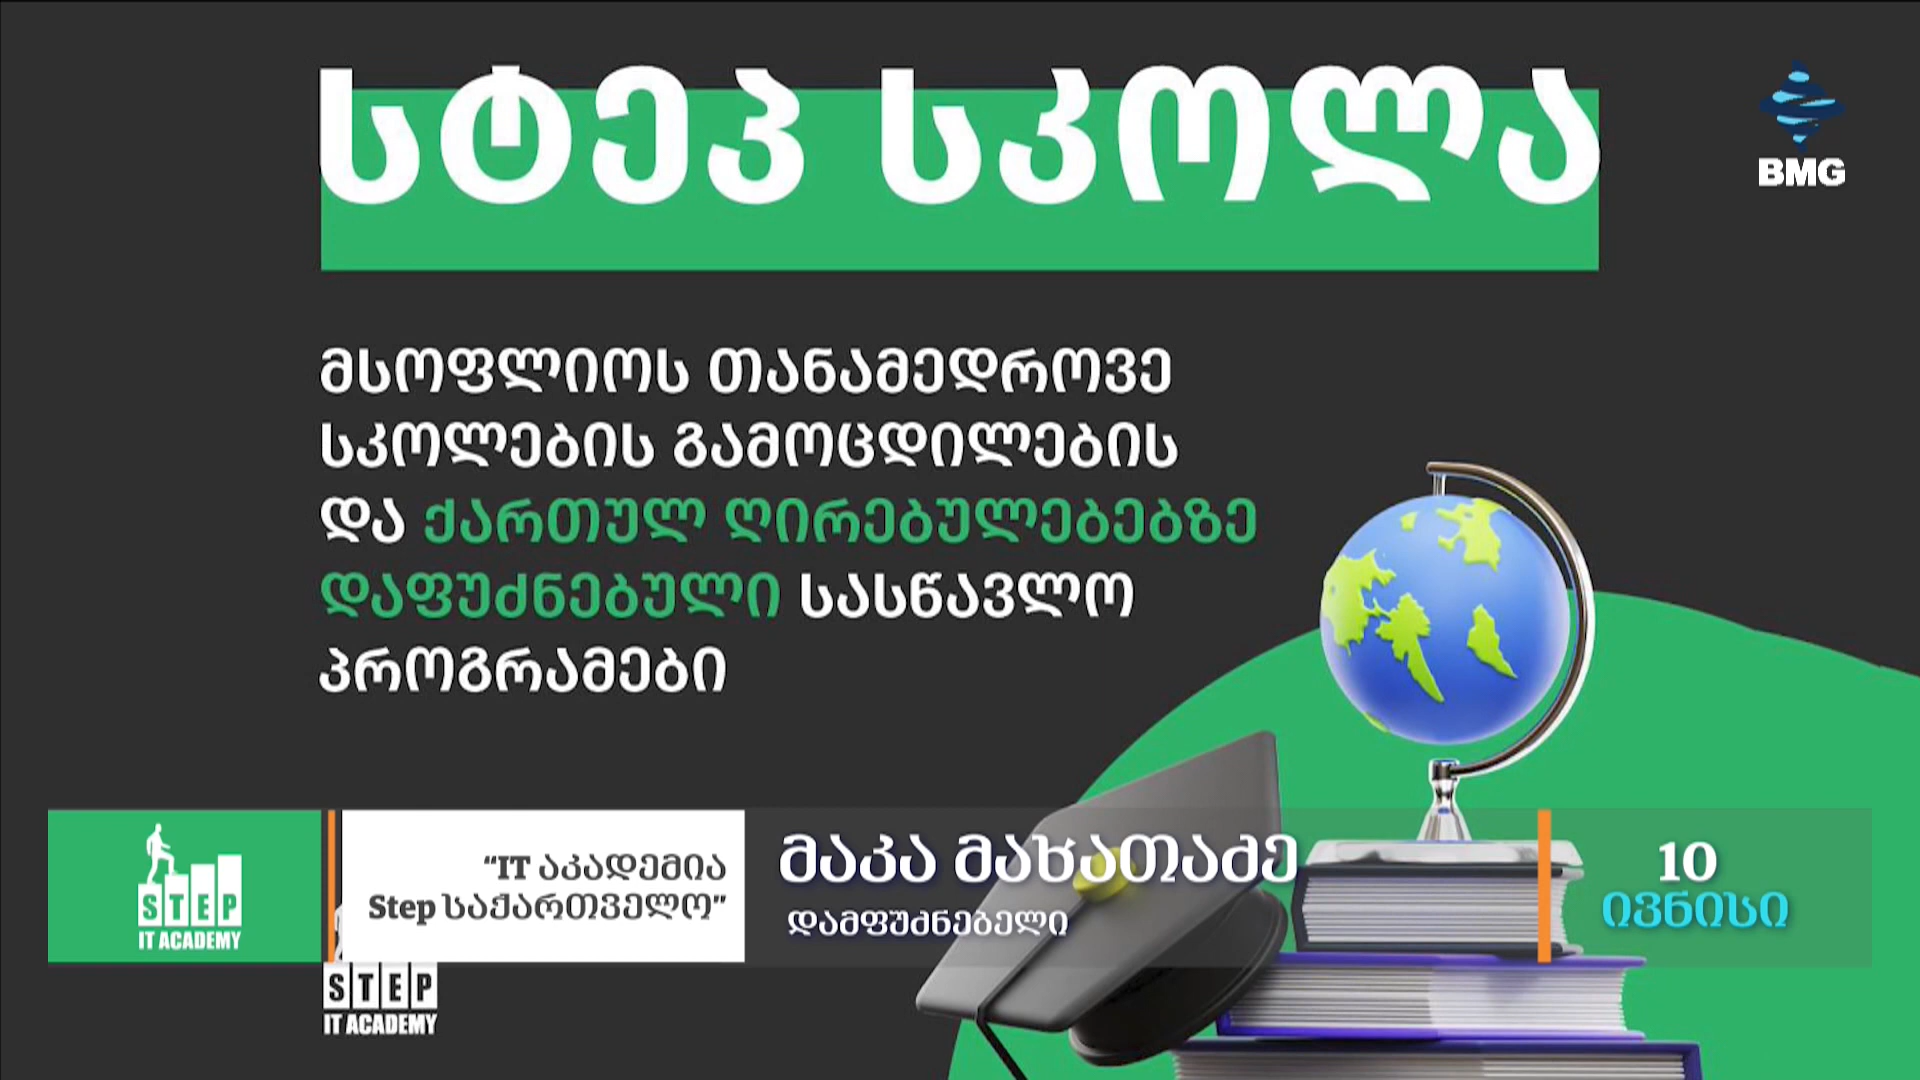 სტეპ სკოლა
BMG
მსოფლიოს თანამედროვე
სკოლების გამოცდილების
და ქართულ ღირებულებებზე
დაფუძნებული სასწავლო
პროგრამები
STEP
IT ACADEMY
“IT აკადემია
Step საქართველო”
მაკა მახათაძე
დამფუძნებელი
10
ივნისი
STEP
IT ACADEMY